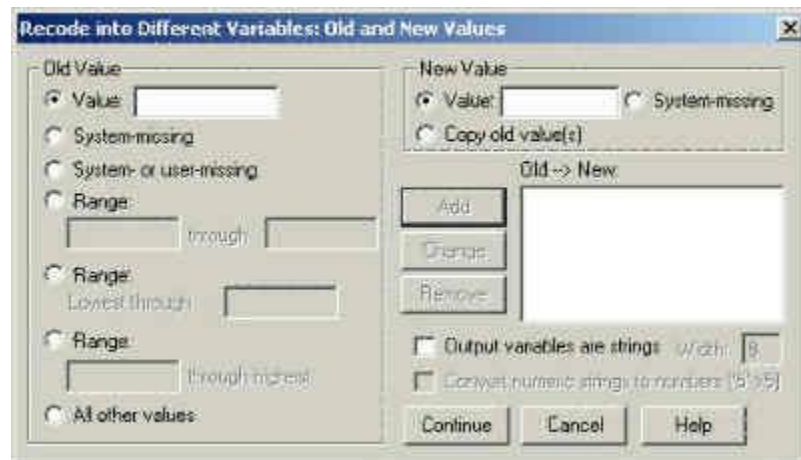 Recode into Different Variables: Old and New Values
Old Value
Value:
System-missing
System- or user-missing
Range:
through
Range:
Lowest through
Range:
through highest
All other values
New Value
Value: System-missing
Copy old value(s)
Old --> New:
Add
Change
Remove
Output variables are strings Width: 8
Convert numeric strings to numbers ('5'->5)
Continue Cancel Help